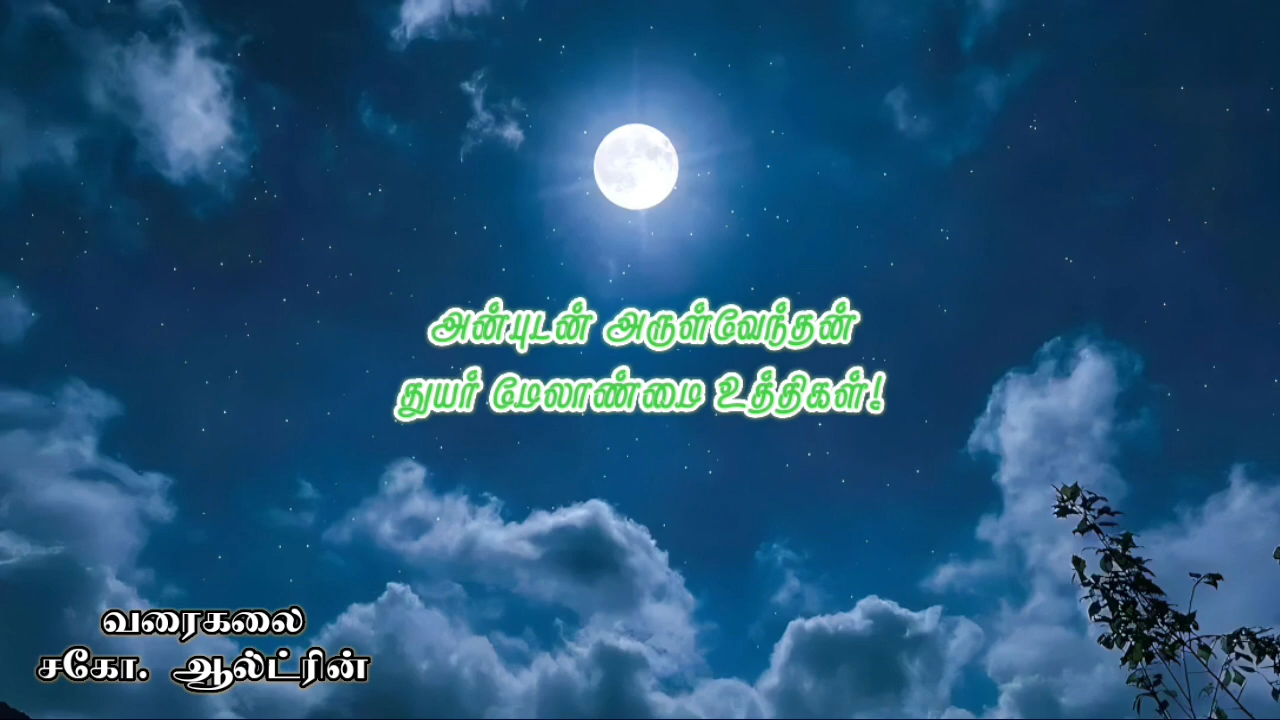 அன்புடன் அருள்வேந்தன்
துயர் மேலாண்மை உத்திகள்!
வரைகலை
சகோ. ஆல்ட்ரின்